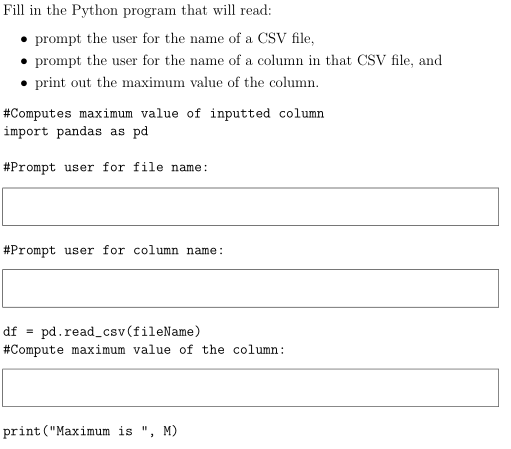 Fill in the Python program that will read:
• prompt the user for the name of a CSV file,
• prompt the user for the name of a column in that CSV file, and
• print out the maximum value of the column.
#Computes maximum value of inputted column
import pandas as pd
#Prompt user for file name:
#Prompt user for column name:
df = pd.read_csv(fileName)
#Compute maximum value of the column:
print("Maximum is ", M)